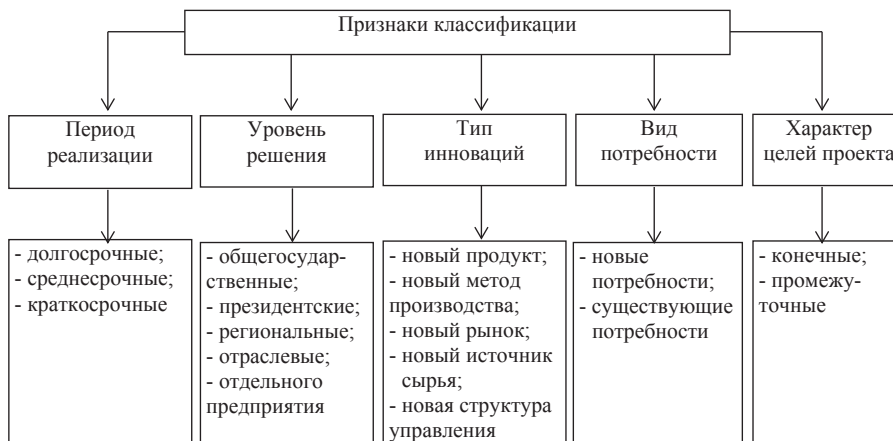 Признаки классификации
Период
реализации
Уровень
решения
Тип
инноваций
Вид
потребности
Характер
целей проекта
- долгосрочные;
- среднесрочные;
- краткосрочные
- общегосудар-
ственные;
- президентские;
- региональные;
- отраслевые;
- отдельного
предприятия
- новый продукт;
- новый метод
производства;
- новый рынок;
- новый источник
сырья;
- новая структура
управления
- новые
потребности;
- существующие
потребности
- конечные;
- промежу-
точные